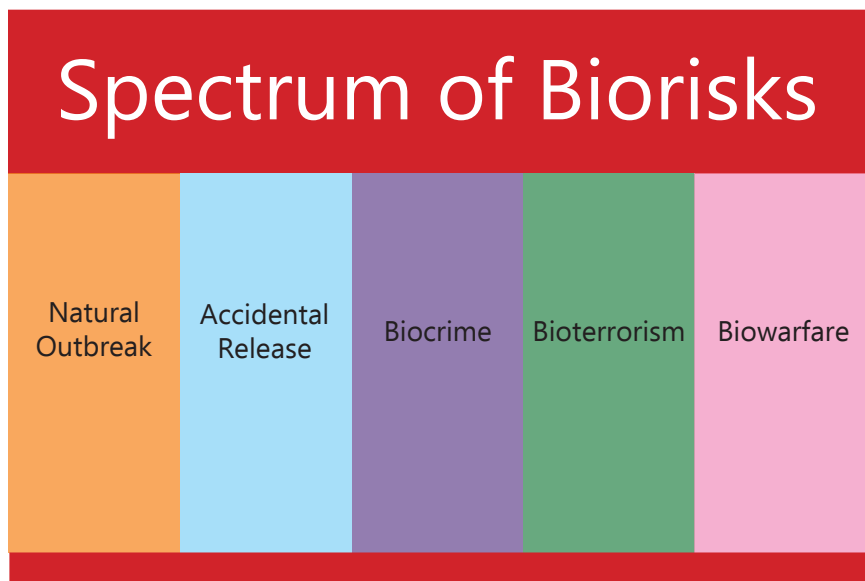 Spectrum of Biorisks
Natural
Outbreak
Accidental
Release
Biocrime
Bioterrorism
Biowarfare